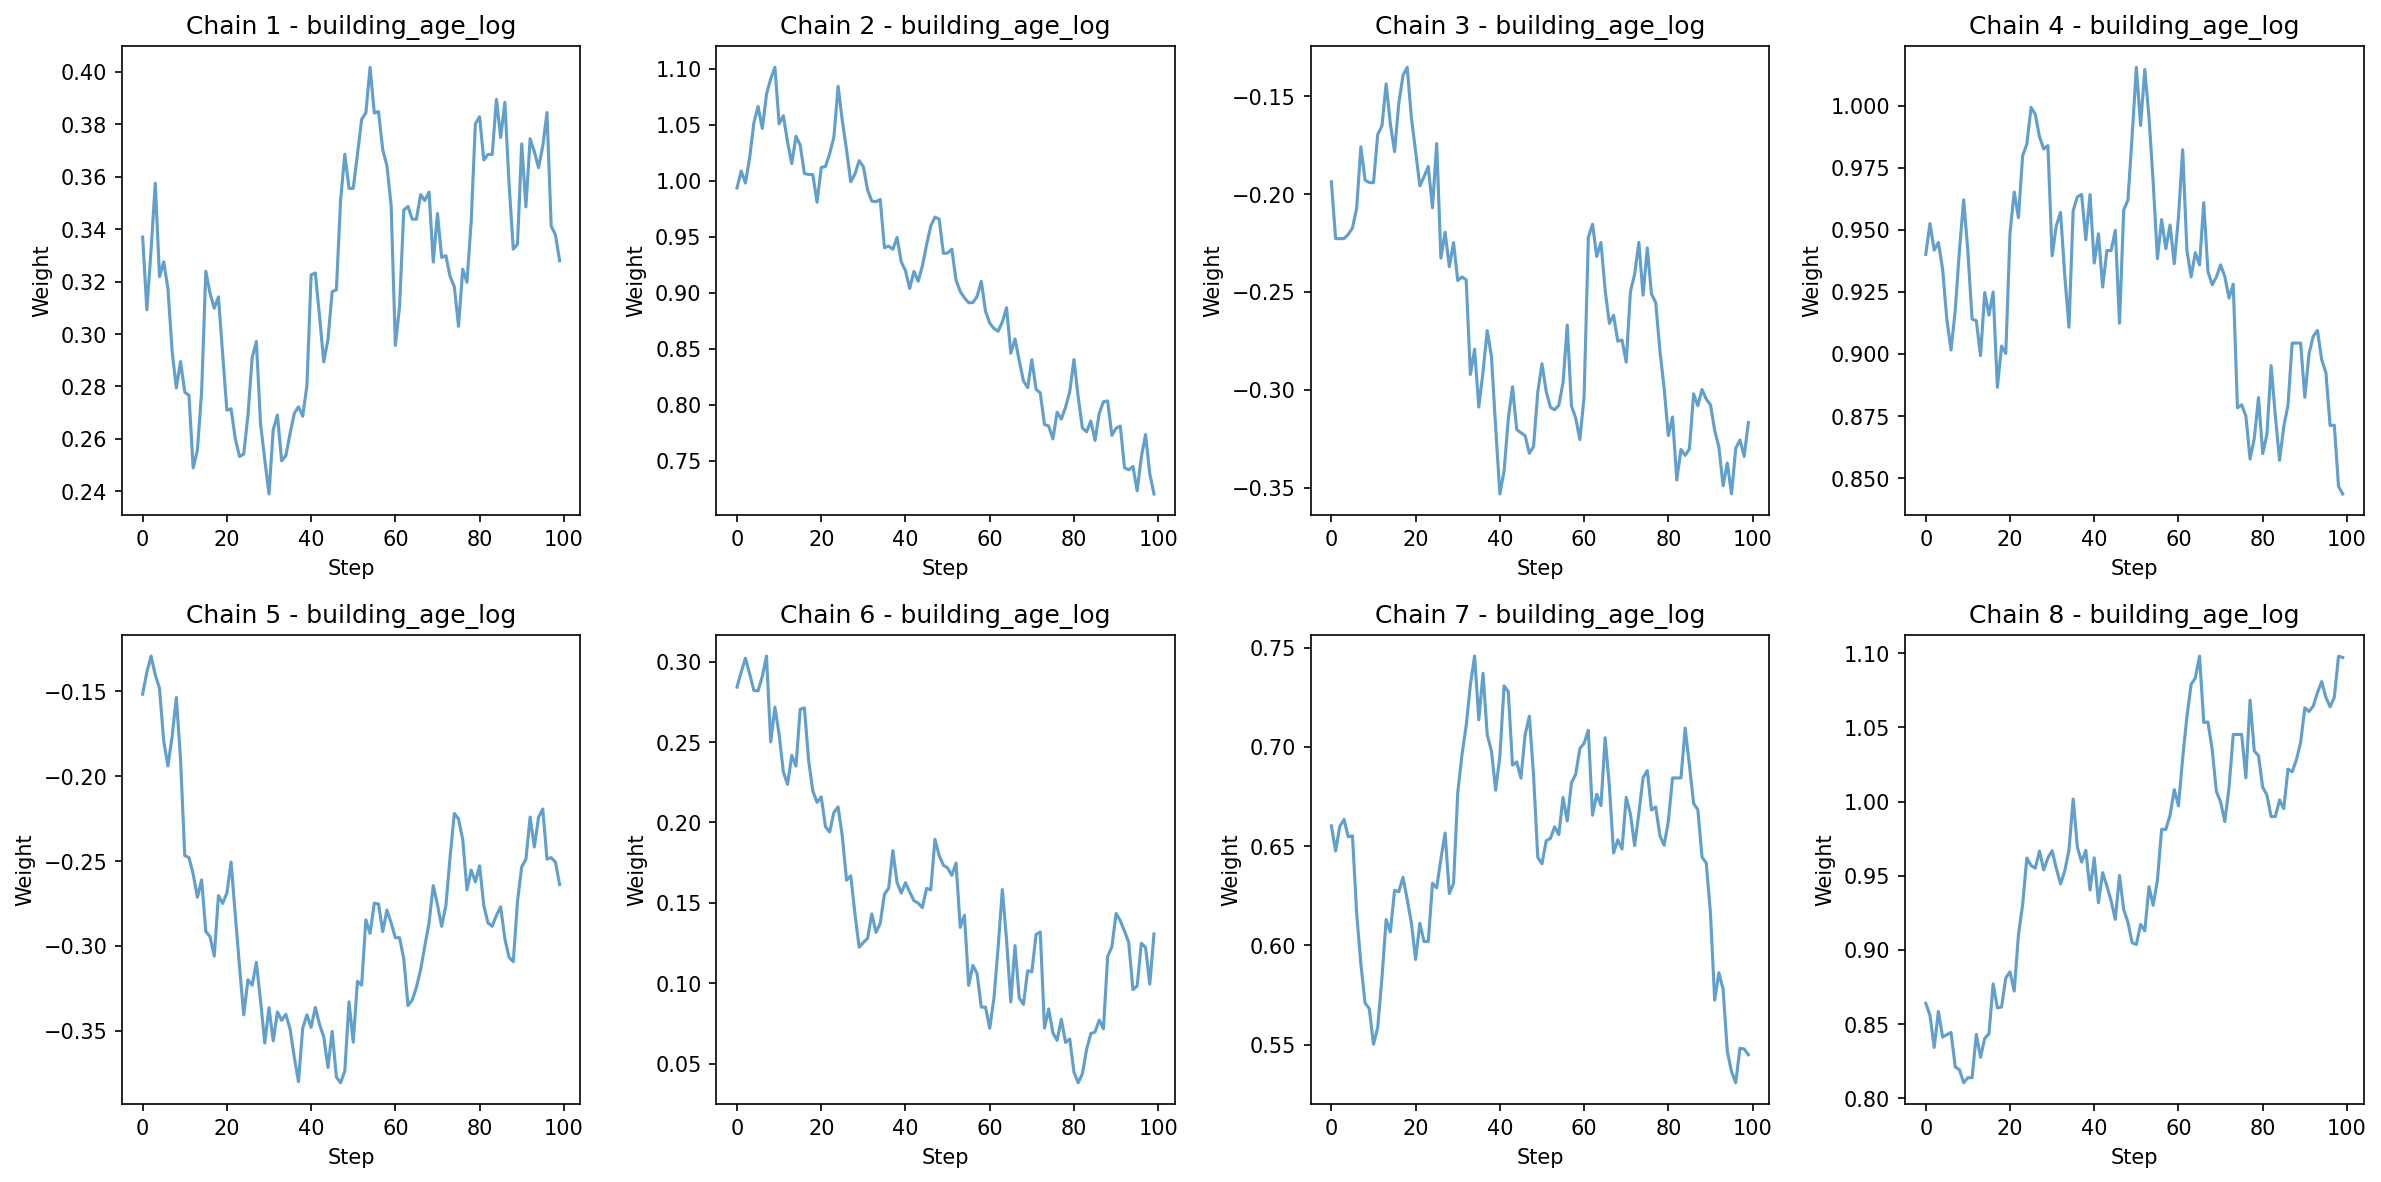 Chain 1 - building_age_log
Chain 2 - building_age_log
Chain 3 - building_age_log
Chain 4 - building_age_log
Weight
0.40
0.38
0.36
0.34
0.32
0.30
0.28
0.26
0.24
0 20 40 60 80 100
Step
Weight
1.10
1.05
1.00
0.95
0.90
0.85
0.80
0.75
0 20 40 60 80 100
Step
Weight
−0.15
−0.20
−0.25
−0.30
−0.35
0 20 40 60 80 100
Step
Weight
1.000
0.975
0.950
0.925
0.900
0.875
0.850
0 20 40 60 80 100
Step
Chain 5 - building_age_log
Chain 6 - building_age_log
Chain 7 - building_age_log
Chain 8 - building_age_log
Weight
−0.15
−0.20
−0.25
−0.30
−0.35
0 20 40 60 80 100
Step
Weight
0.30
0.25
0.20
0.15
0.10
0.05
0 20 40 60 80 100
Step
Weight
0.75
0.70
0.65
0.60
0.55
0 20 40 60 80 100
Step
Weight
1.10
1.05
1.00
0.95
0.90
0.85
0.80
0 20 40 60 80 100
Step